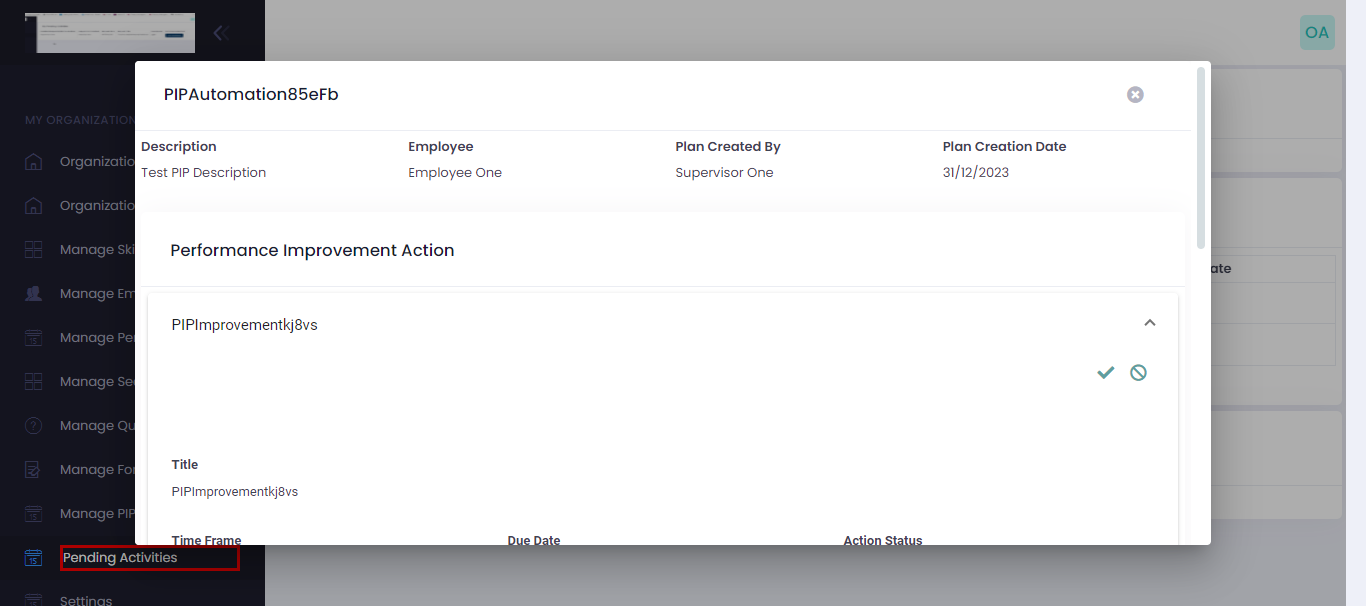 OA
PIPAutomation85eFb
MY ORGANIZATION
Description Employee Plan Created By Plan Creation Date
Test PIP Description Employee One Supervisor One 31/12/2023
Organizatio
Organizatio
Manage Ski
Manage Em
Manage Per
Manage Sec
Manage Qu
Manage For
Manage PIP
Pending Activities
Settings
Performance Improvement Action
ate
PIPImprovementkj8vs
Title
PIPImprovementkj8vs
Time Frame Due Date Action Status